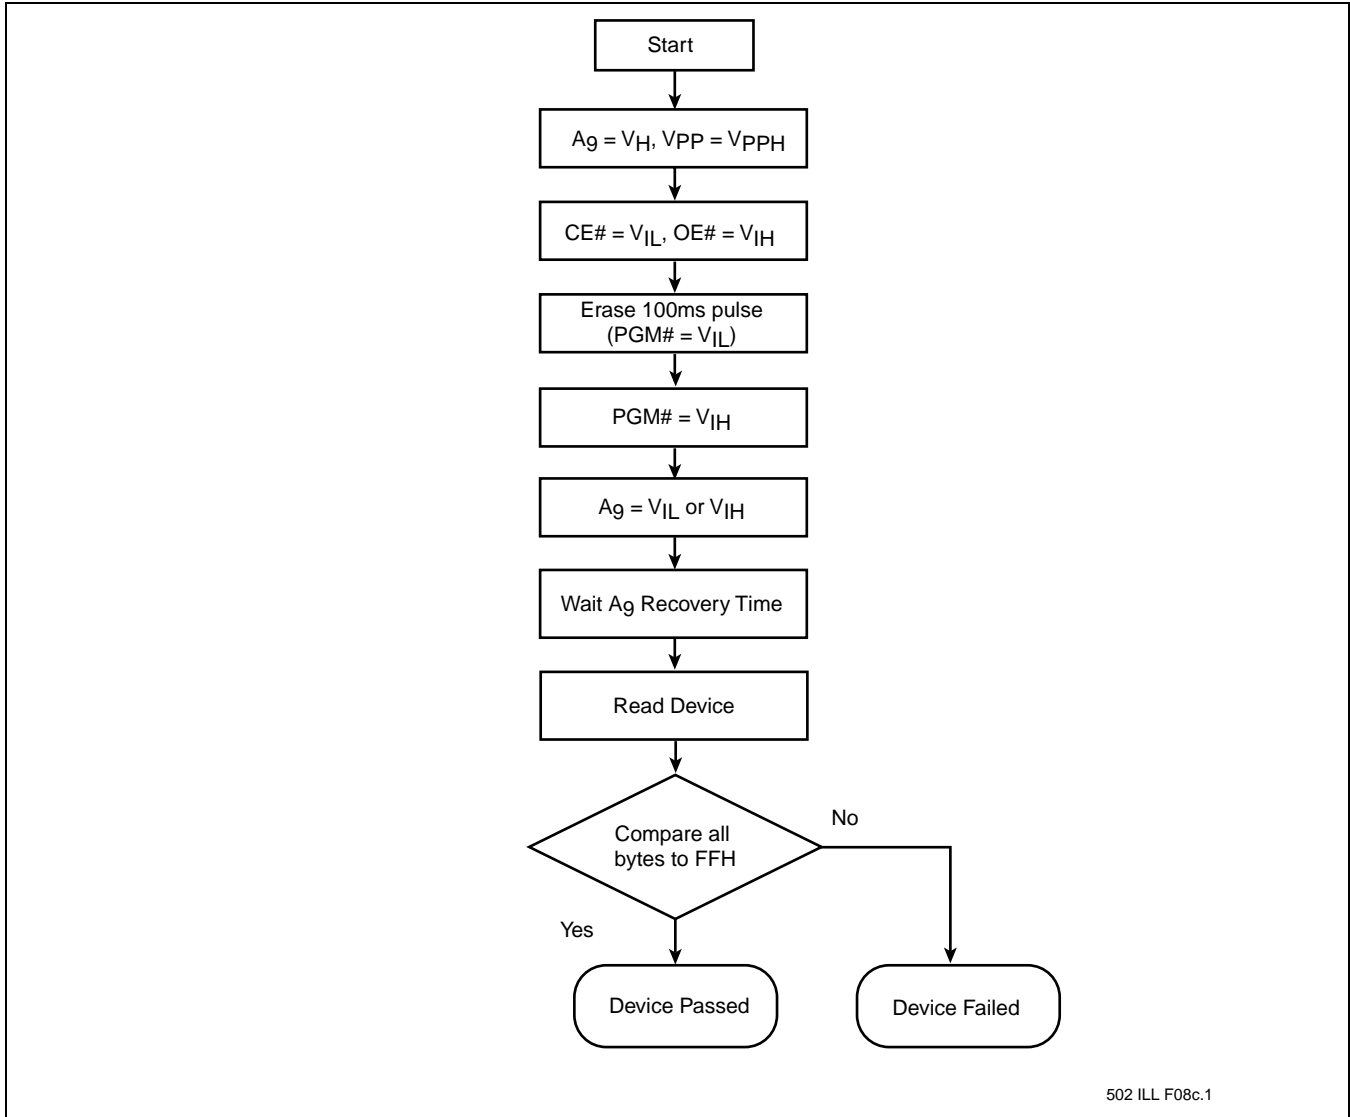 Start
A9 = VH, VPP = VPPH
CE# = VIL, OE# = VIH
Erase 100ms pulse
(PGM# = VIL)
PGM# = VIH
A9 = VIL or VIH
Wait A9 Recovery Time
Read Device
Compare all
bytes to FFH
No
Yes
Device Passed
Device Failed
502 ILL F08c.1